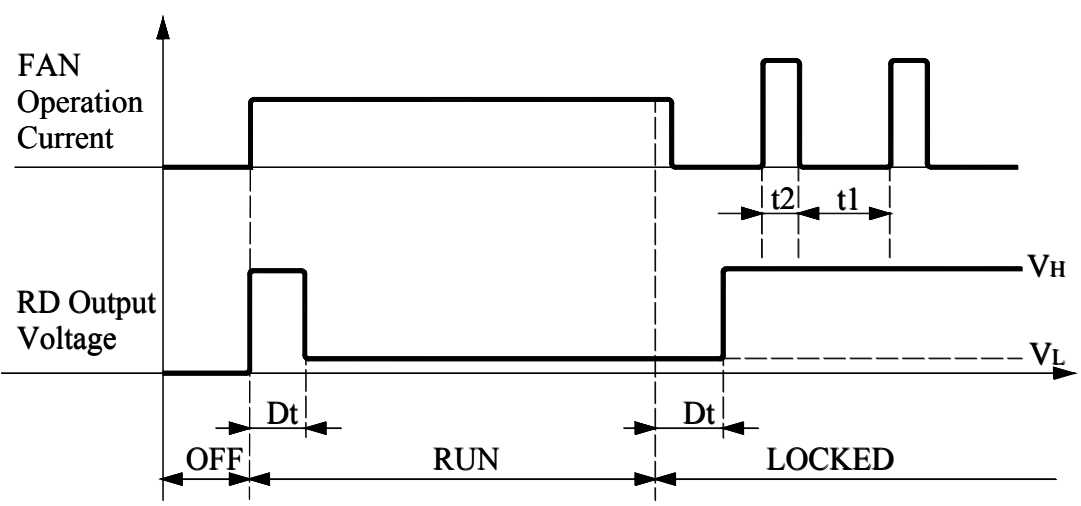 FAN
Operation
Current
t2
t1
RD Output
Voltage
VH
VL
Dt
Dt
OFF
RUN
LOCKED